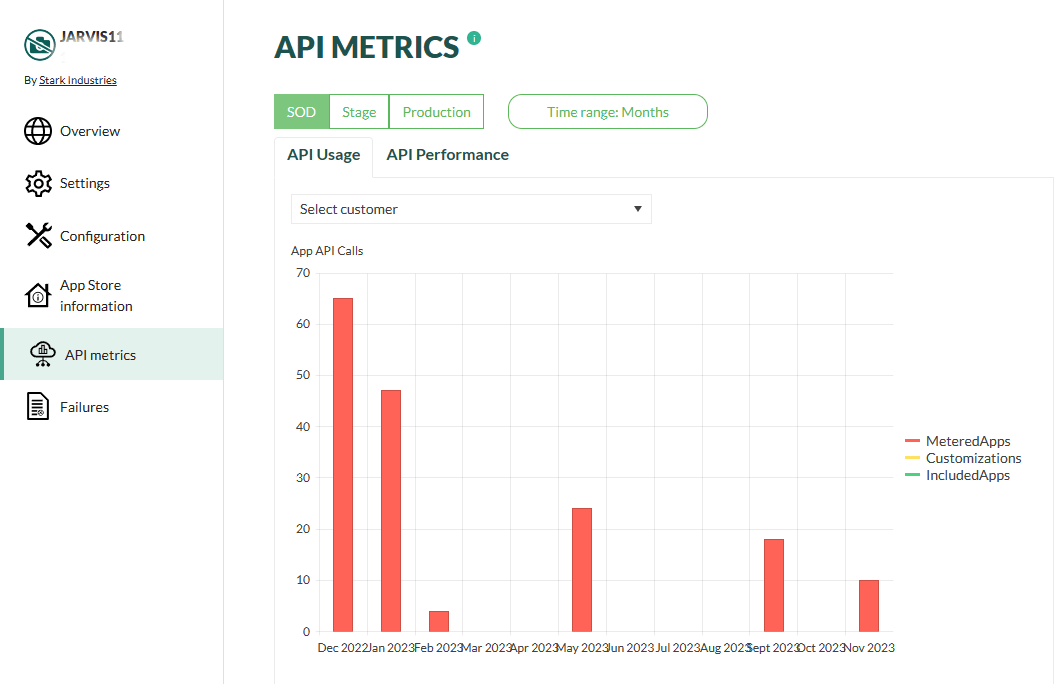 JARVIS11
By Stark Industries
Overview
Settings
Configuration
App Store
information
API metrics
Failures
API METRICS i
SOD Stage Production Time range: Months
API Usage API Performance
Select customer
App API Calls
70
60
50
40
30
20
10
0
Dec 2022 Jan 2023 Feb 2023 Mar 2023 Apr 2023 May 2023 Jun 2023 Jul 2023 Aug 2023 Sept 2023 Oct 2023 Nov 2023
MeteredApps
Customizations
IncludedApps